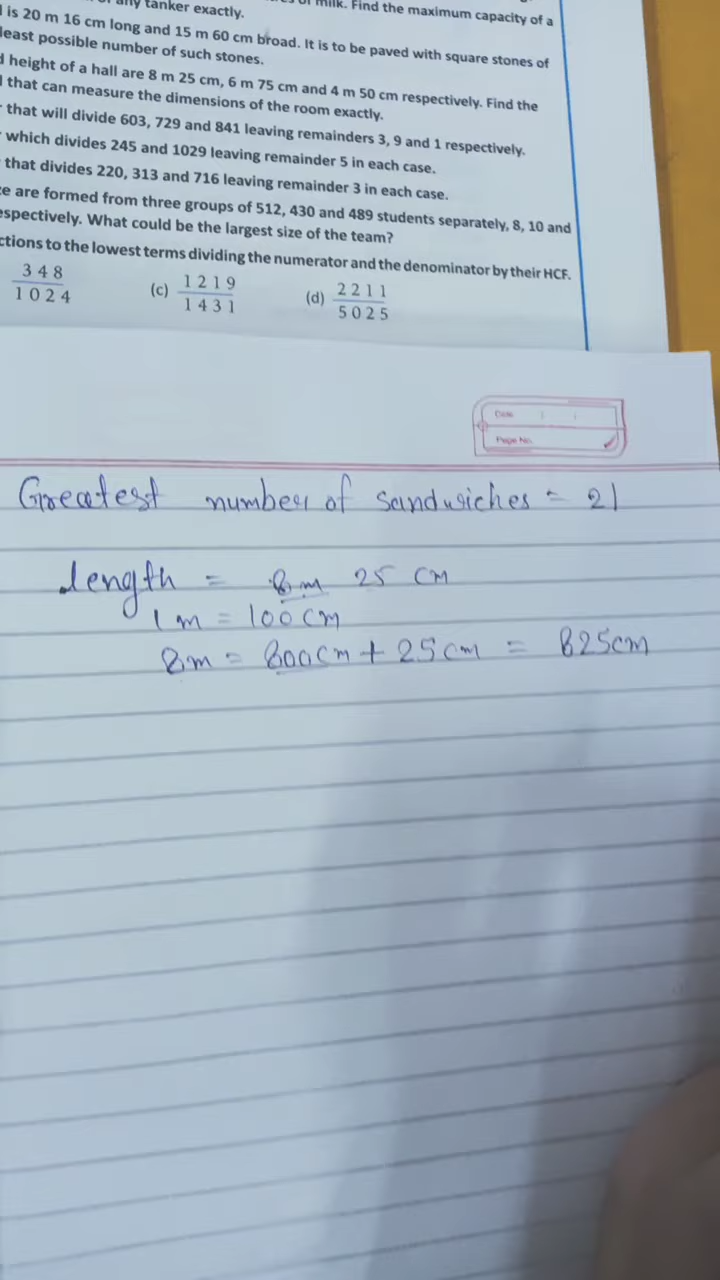 any tanker exactly.
milk. Find the maximum capacity of a
is 20 m 16 cm long and 15 m 60 cm broad. It is to be paved with square stones of
least possible number of such stones.
height of a hall are 8 m 25 cm, 6 m 75 cm and 4 m 50 cm respectively. Find the
that can measure the dimensions of the room exactly.
that will divide 603, 729 and 841 leaving remainders 3, 9 and 1 respectively.
which divides 245 and 1029 leaving remainder 5 in each case.
that divides 220, 313 and 716 leaving remainder 3 in each case.
are formed from three groups of 512, 430 and 489 students separately, 8, 10 and
espectively. What could be the largest size of the team?
ctions to the lowest terms dividing the numerator and the denominator by their HCF.
348/1024 (c) 1219/1431 (d) 2211/5025
Date
Page No.
Greatest number of sandwiches = 21
length = 8m 25 cm
1 m = 100 cm
8m = 800cm + 25cm = 825cm